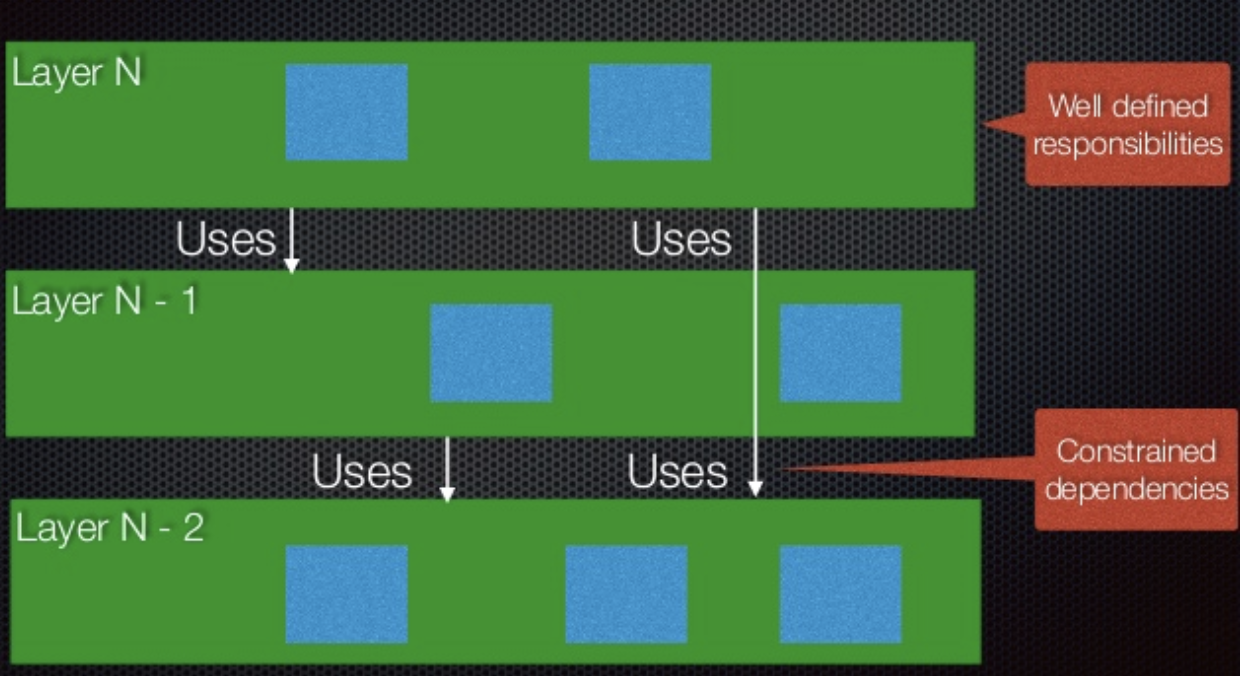 Layer N
Well defined
responsibilities
Uses
Uses
Layer N - 1
Uses
Uses
Constrained
dependencies
Layer N - 2